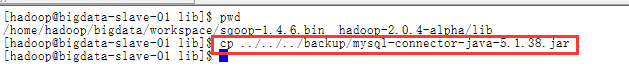 [hadoop@bigdata-slave-01 lib]$ pwd
/home/hadoop/bigdata/workspace/sqoop-1.4.6.bin__hadoop-2.0.4-alpha/lib
[hadoop@bigdata-slave-01 lib]$ cp ../../../backup/mysql-connector-java-5.1.38.jar
[hadoop@bigdata-slave-01 lib]$